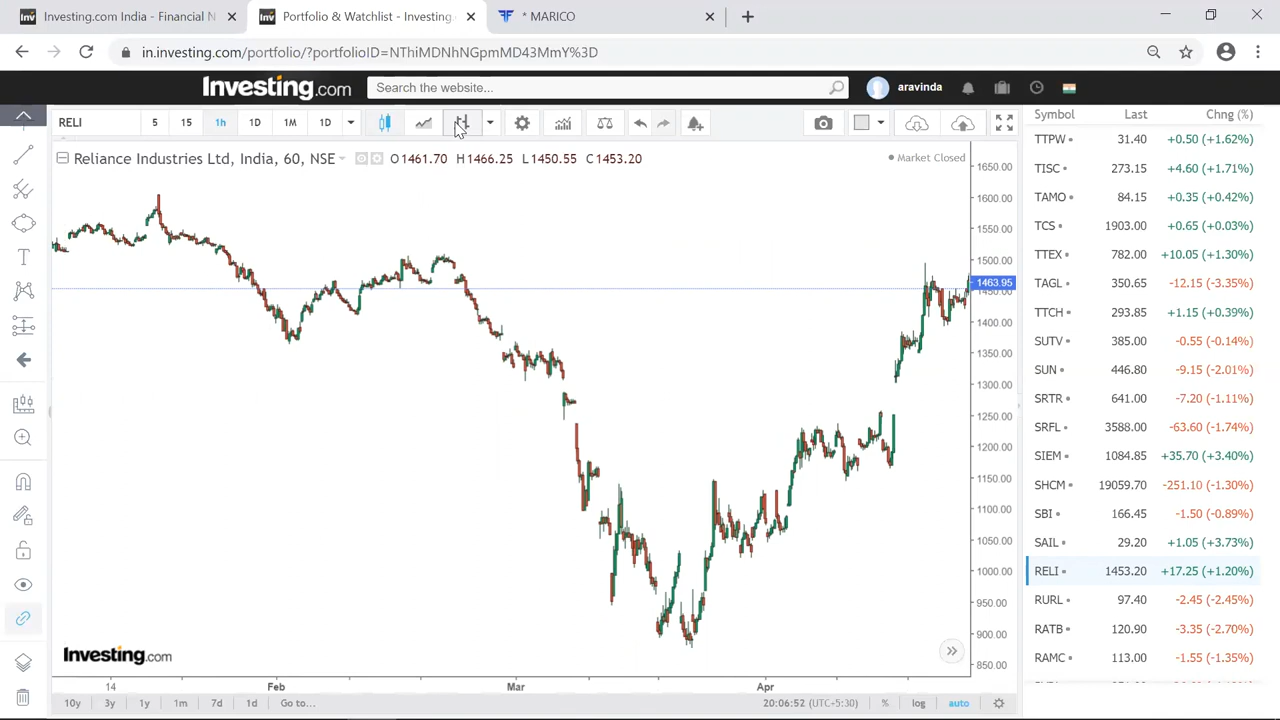 Investing.com India - Financial N
Portfolio & Watchlist - Investing.
* MARICO
in.investing.com/portfolio/?portfolioID=NThiMDNhNGpmMD43MmY%3D
Investing.com
Search the website...
aravinda
RELI 5 15 1h 1D 1M 1D
Reliance Industries Ltd, India, 60, NSE O1461.70 H1466.25 L1450.55 C1453.20
Market Closed
1650.00
1600.00
1550.00
1500.00
1463.95
1450.00
1400.00
1350.00
1300.00
1250.00
1200.00
1150.00
1100.00
1050.00
1000.00
950.00
900.00
850.00
Investing.com
14 Feb Mar Apr
10y 3y 1y 1m 7d 1d Go to... 20:06:52 (UTC+5:30) % log auto
Symbol Last Chng (%)
TTPW 31.40 +0.50 (+1.62%)
TISC 273.15 +4.60 (+1.71%)
TAMO 84.15 +0.35 (+0.42%)
TCS 1903.00 +0.65 (+0.03%)
TTEX 782.00 +10.05 (+1.30%)
TAGL 350.65 -12.15 (-3.35%)
TTCH 293.85 +1.15 (+0.39%)
SUTV 385.00 -0.55 (-0.14%)
SUN 446.80 -9.15 (-2.01%)
SRTR 641.00 -7.20 (-1.11%)
SRFL 3588.00 -63.60 (-1.74%)
SIEM 1084.85 +35.70 (+3.40%)
SHCM 19059.70 -251.10 (-1.30%)
SBI 166.45 -1.50 (-0.89%)
SAIL 29.20 +1.05 (+3.73%)
RELI 1453.20 +17.25 (+1.20%)
RURL 97.40 -2.45 (-2.45%)
RATB 120.90 -3.35 (-2.70%)
RAMC 113.00 -1.55 (-1.35%)